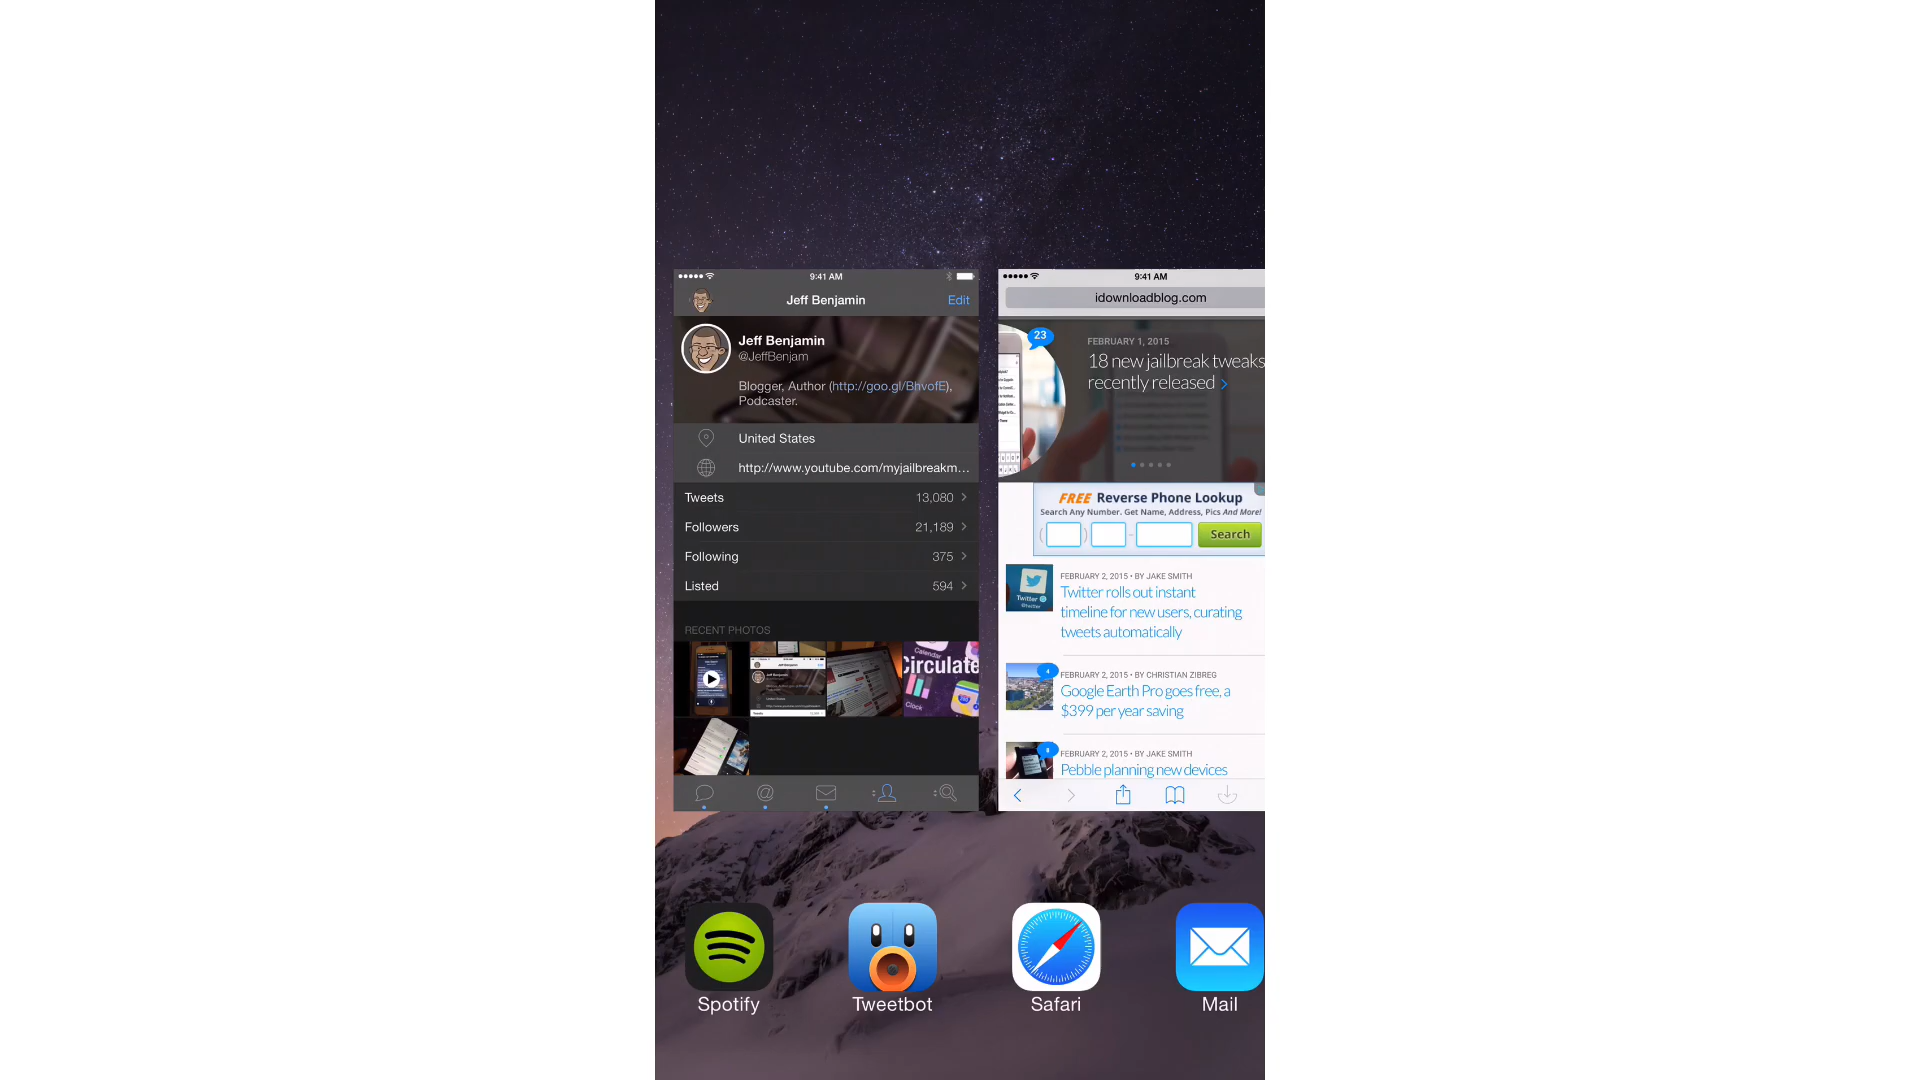 9:41 AM
Jeff Benjamin
Edit
Jeff Benjamin
@JeffBenjam
Blogger, Author (http://goo.gl/BhvofE),
Podcaster.
United States
http://www.youtube.com/myjailbreakm...
Tweets 13,080
Followers 21,189
Following 375
Listed 594
RECENT PHOTOS
Calendar
Circulate
Clock
9:41 AM
idownloadblog.com
23
FEBRUARY 1, 2015
18 new jailbreak tweaks
recently released
FREE Reverse Phone Lookup
Search Any Number. Get Name, Address, Pics And More!
( ) - Search
Twitter
FEBRUARY 2, 2015 • BY JAKE SMITH
Twitter rolls out instant
timeline for new users, curating
tweets automatically
4
FEBRUARY 2, 2015 • BY CHRISTIAN ZIBREG
Google Earth Pro goes free, a
$399 per year saving
8
FEBRUARY 2, 2015 • BY JAKE SMITH
Pebble planning new devices
Spotify
Tweetbot
Safari
Mail